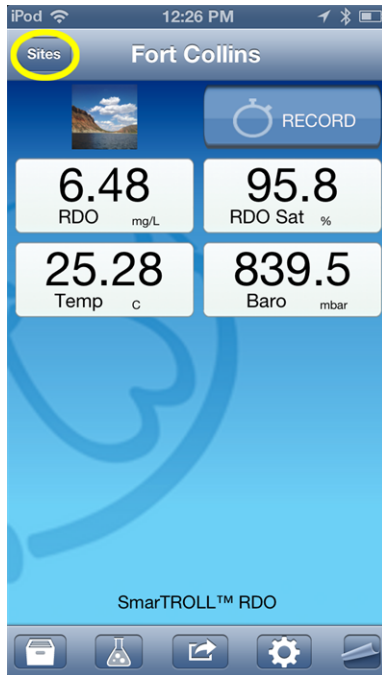 iPod 12:26 PM
Sites Fort Collins
RECORD
6.48 95.8
RDO mg/L RDO Sat %
25.28 839.5
Temp C Baro mbar
SmarTROLL™ RDO